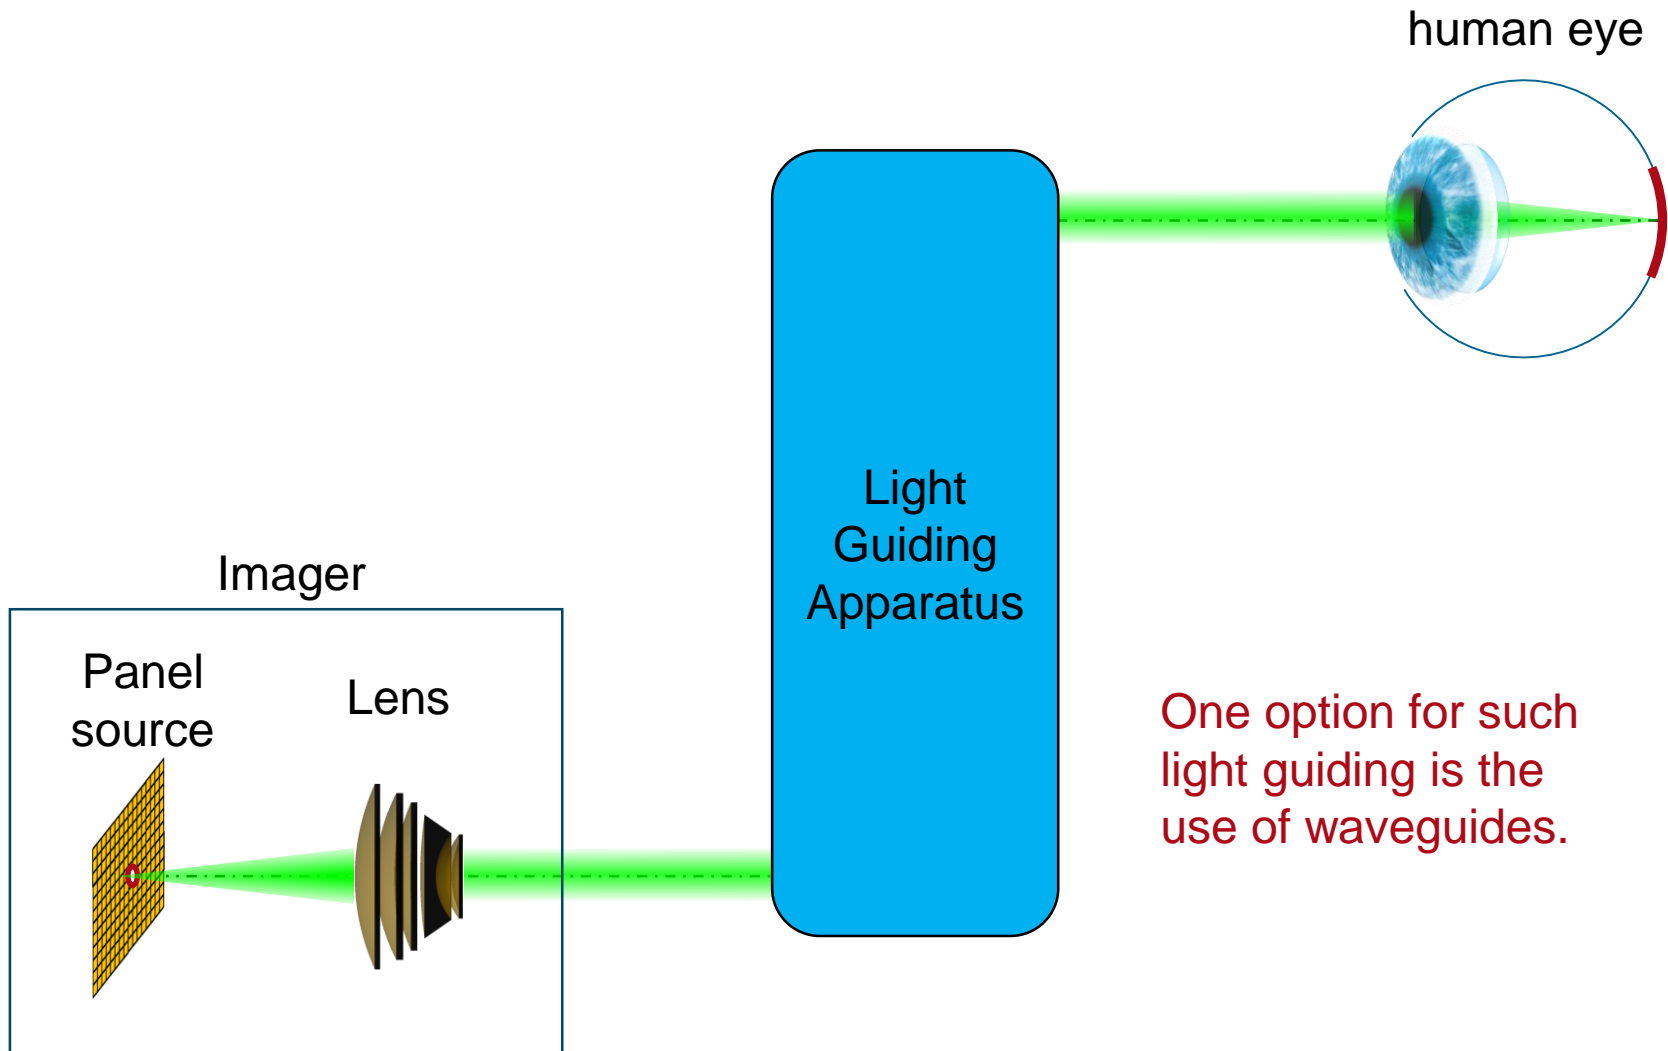 human eye
Light
Guiding
Apparatus
Imager
Panel
source
Lens
One option for such
light guiding is the
use of waveguides.